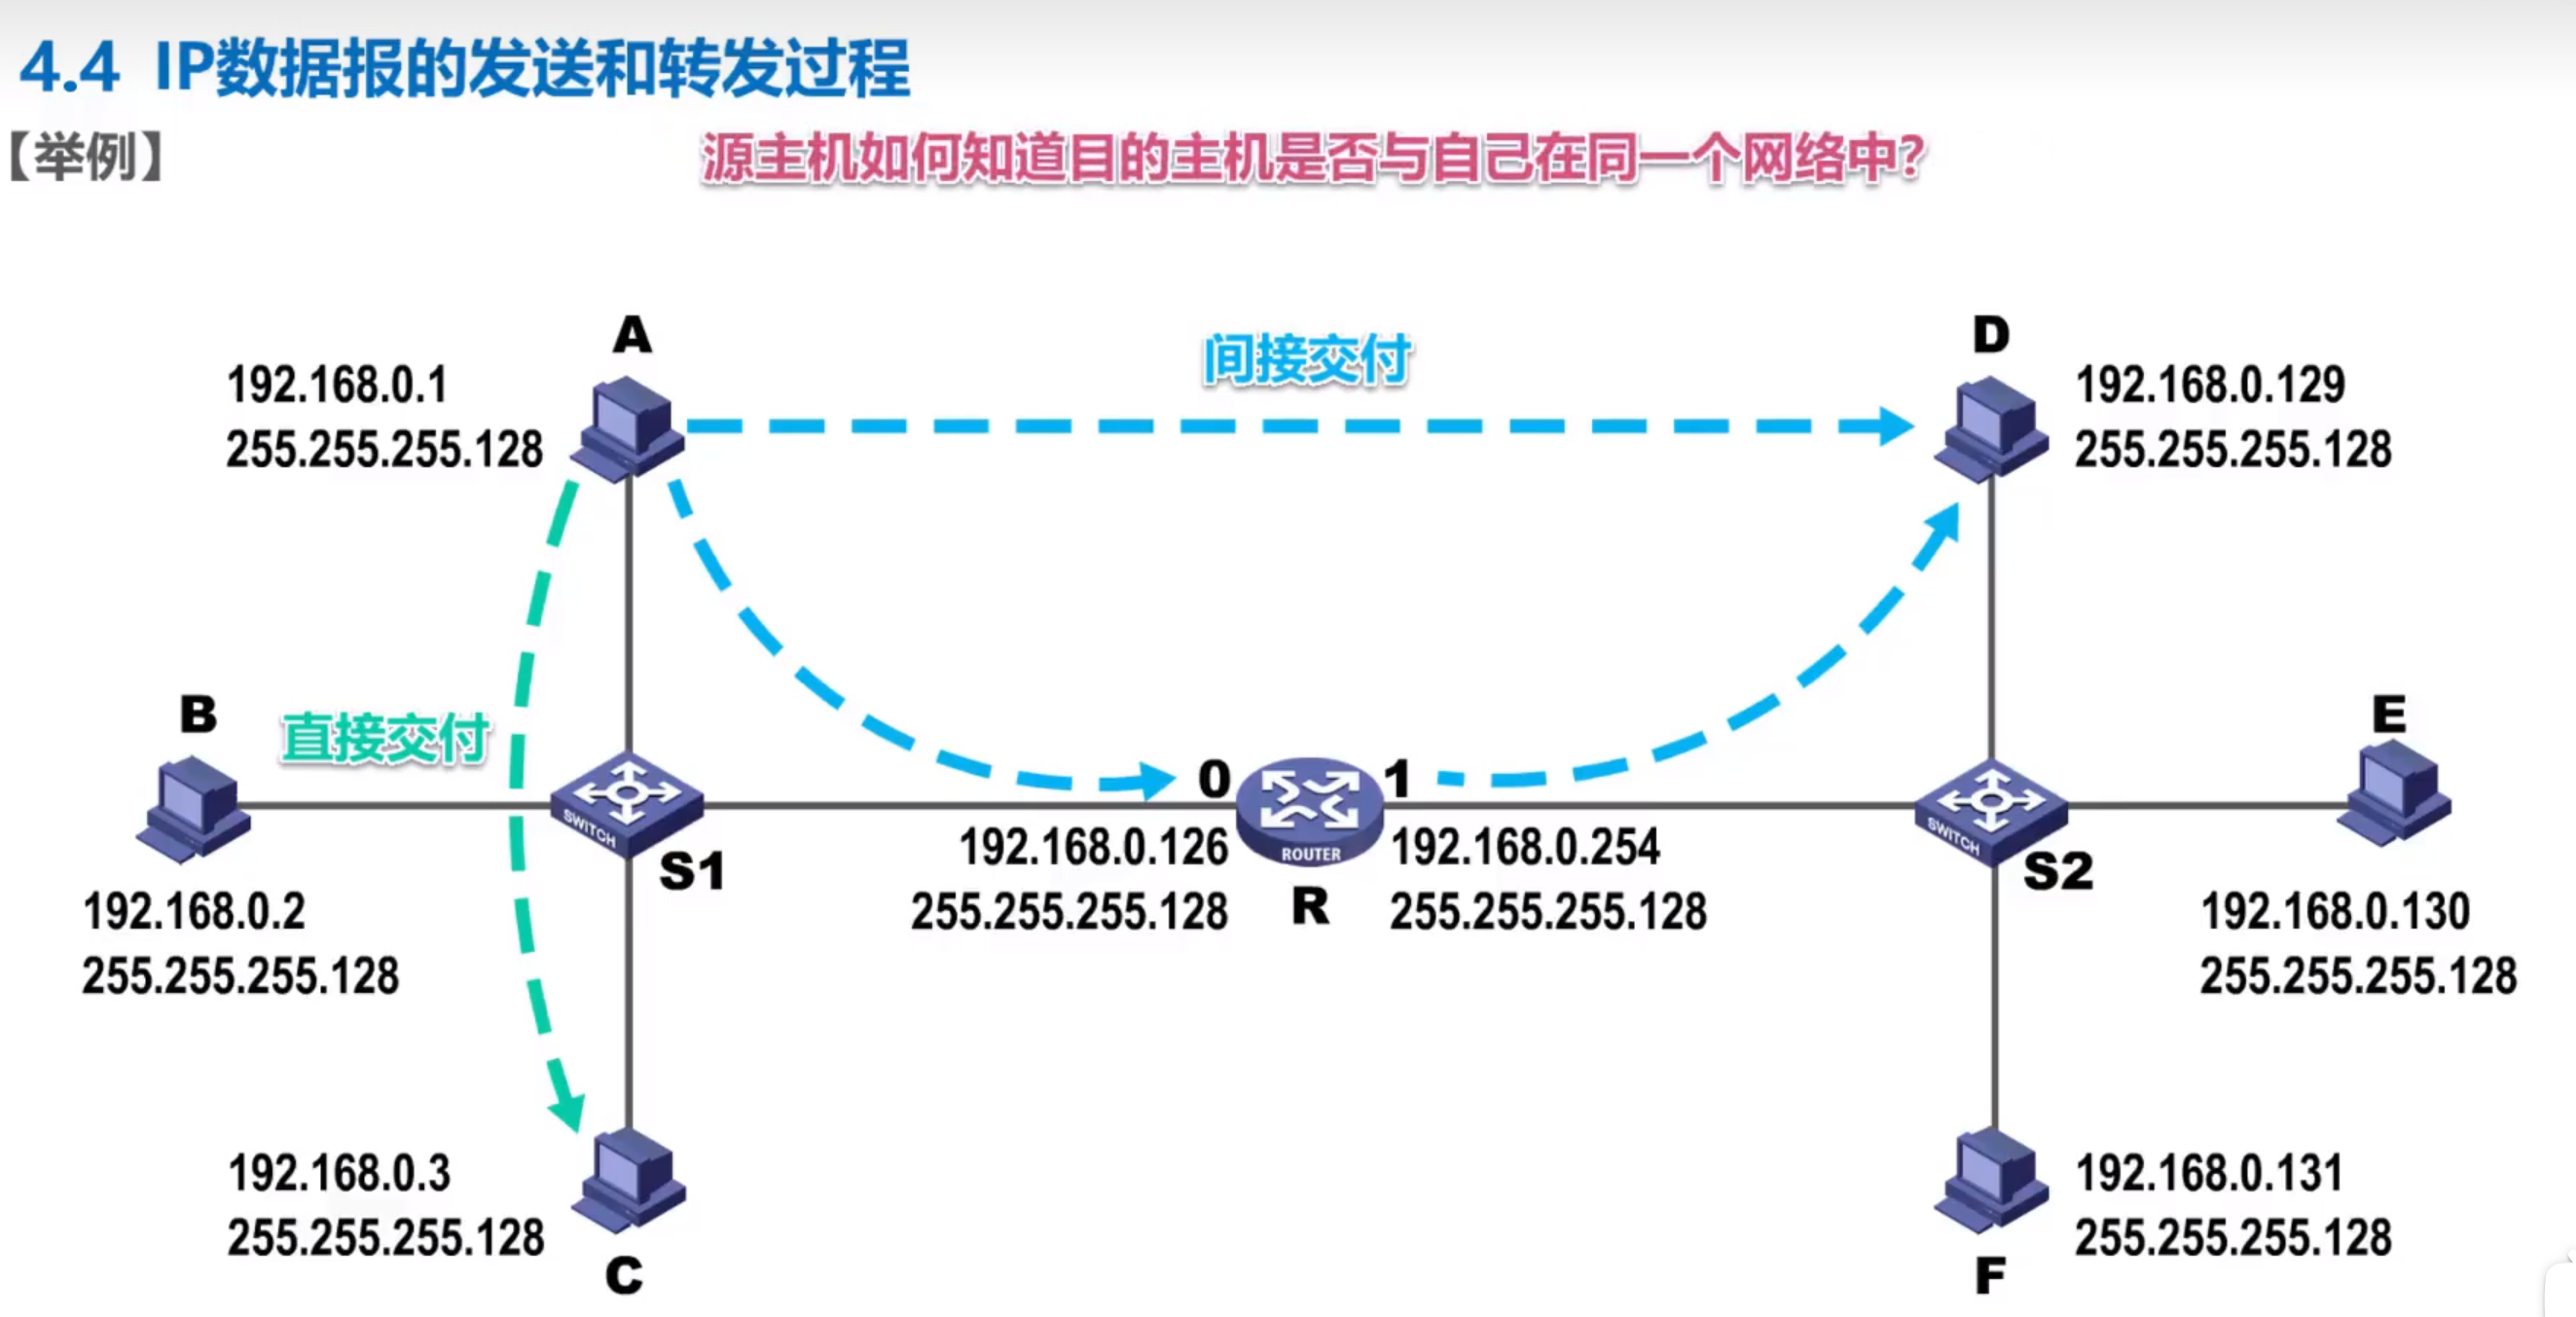 4.4 IP数据报的发送和转发过程
【举例】
源主机如何知道目的主机是否与自己在同一个网络中？
A
192.168.0.1
255.255.255.128
间接交付
D
192.168.0.129
255.255.255.128
B
192.168.0.2
255.255.255.128
直接交付
SWITCH
S1
0
192.168.0.126
255.255.255.128
ROUTER
R
1
192.168.0.254
255.255.255.128
SWITCH
S2
E
192.168.0.130
255.255.255.128
192.168.0.3
255.255.255.128
C
192.168.0.131
255.255.255.128
F